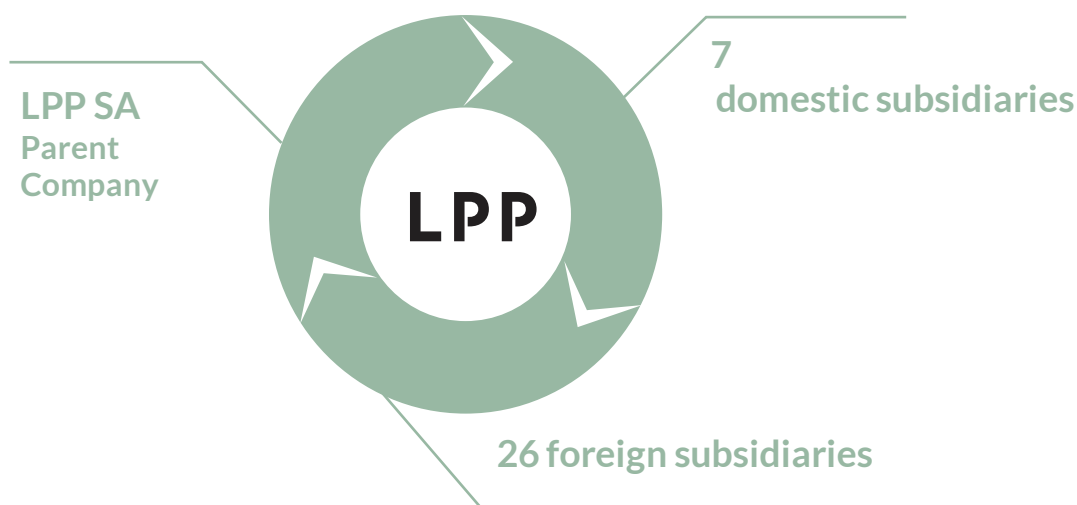 LPP SA
Parent
Company
7
domestic subsidiaries
LPP
26 foreign subsidiaries